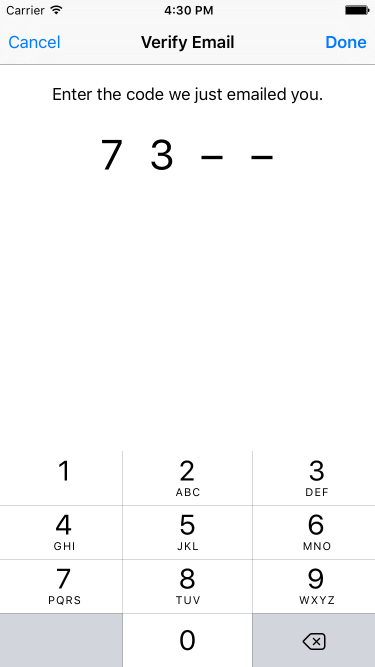 Carrier 4:30 PM
Cancel Verify Email Done
Enter the code we just emailed you.
7 3 – –
1 2 3
ABC DEF
4 5 6
GHI JKL MNO
7 8 9
PQRS TUV WXYZ
0